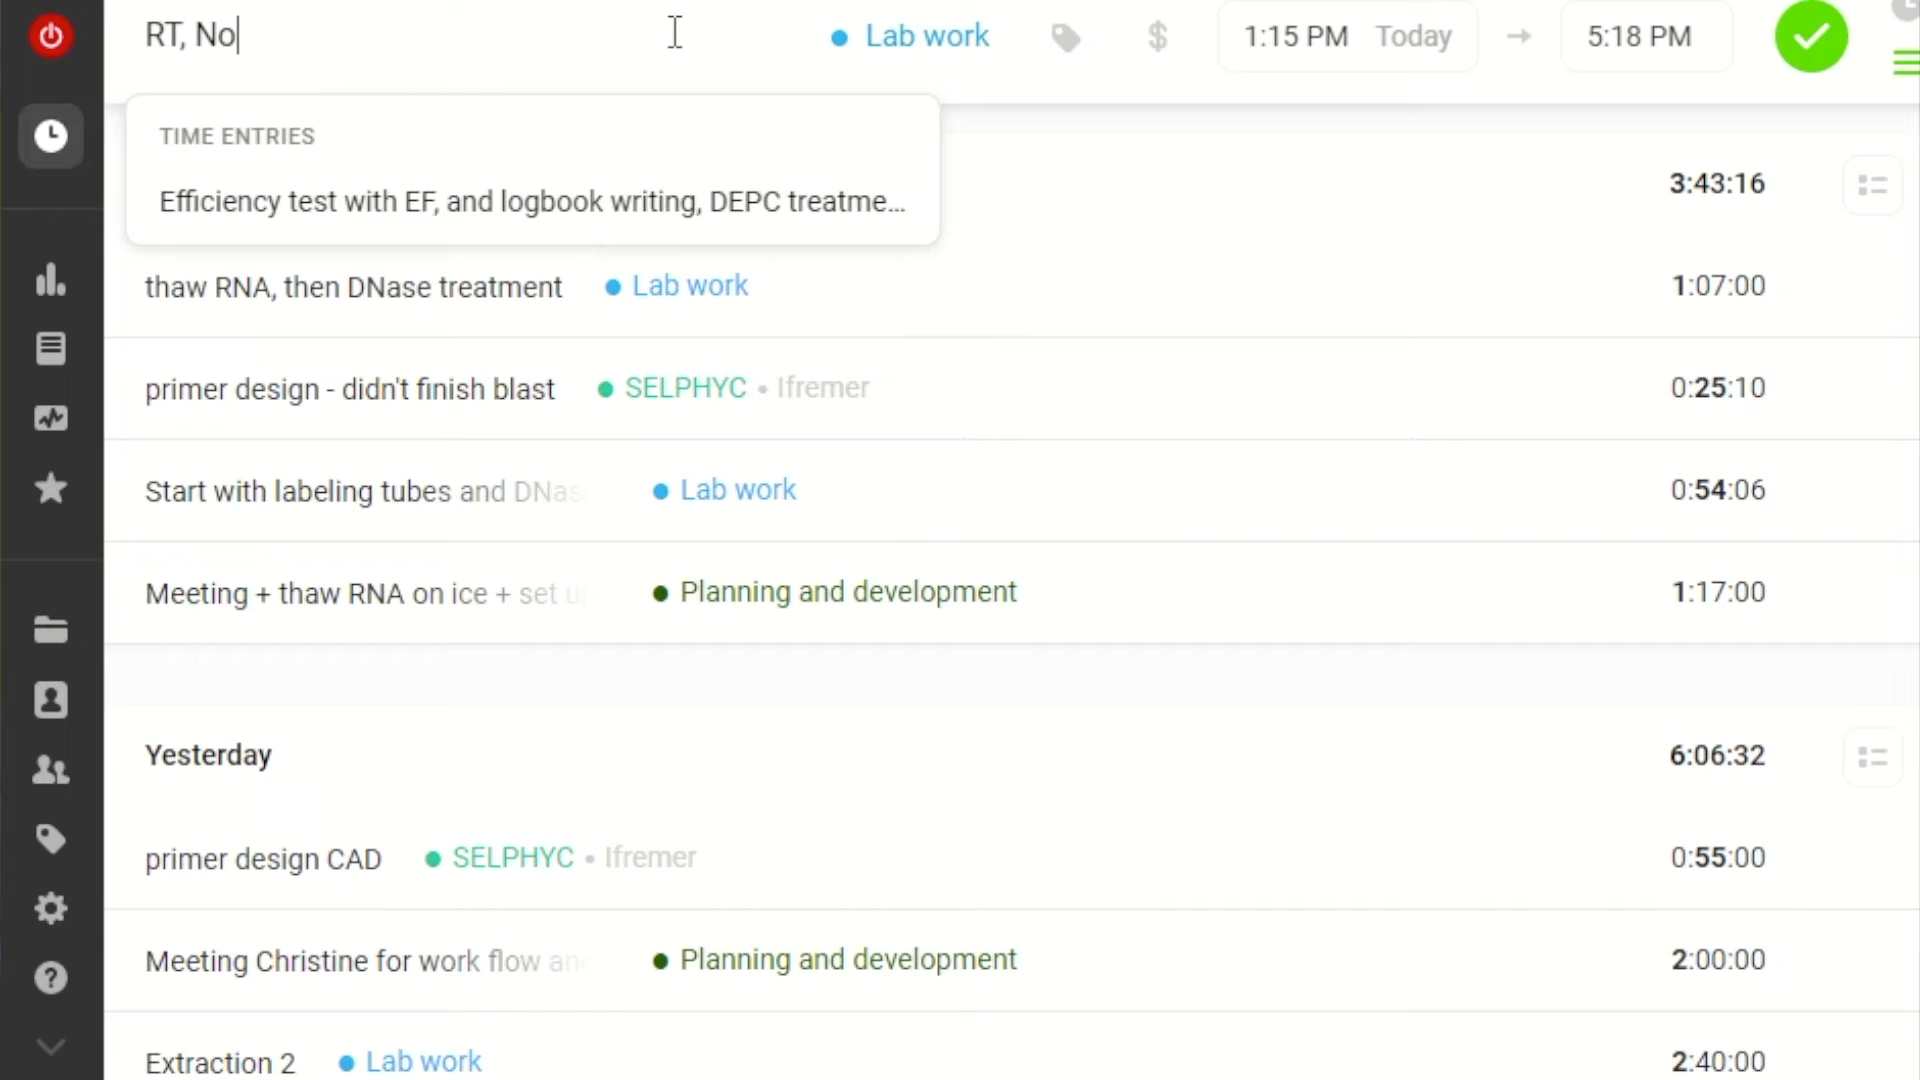 RT, No
Lab work
$
1:15 PM Today → 5:18 PM
TIME ENTRIES
Efficiency test with EF, and logbook writing, DEPC treatme...
3:43:16
thaw RNA, then DNase treatment Lab work 1:07:00
primer design - didn't finish blast SELPHYC • Ifremer 0:25:10
Start with labeling tubes and DNas Lab work 0:54:06
Meeting + thaw RNA on ice + set u Planning and development 1:17:00
Yesterday 6:06:32
primer design CAD SELPHYC • Ifremer 0:55:00
Meeting Christine for work flow an Planning and development 2:00:00
Extraction 2 Lab work 2:40:00